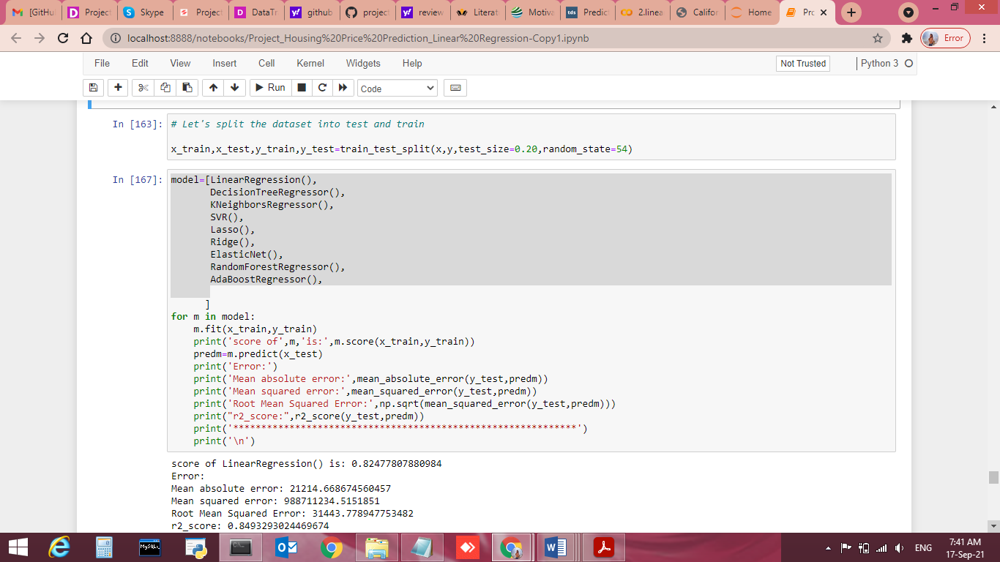 [GitHu
Project
Skype
Project
DataTr
github
project
review
Literat
Motiva
Predic
2.linea
Califor
Home
Pro
localhost:8888/notebooks/Project_Housing%20Price%20Prediction_Linear%20Regression-Copy1.ipynb
Error
File Edit View Insert Cell Kernel Widgets Help
Not Trusted
Python 3
Run
Code
In [163]:
# Let's split the dataset into test and train
x_train,x_test,y_train,y_test=train_test_split(x,y,test_size=0.20,random_state=54)
In [167]:
model=[LinearRegression(),
DecisionTreeRegressor(),
KNeighborsRegressor(),
SVR(),
Lasso(),
Ridge(),
ElasticNet(),
RandomForestRegressor(),
AdaBoostRegressor(),
]
for m in model:
m.fit(x_train,y_train)
print('score of',m,'is:',m.score(x_train,y_train))
predm=m.predict(x_test)
print('Error:')
print('Mean absolute error:',mean_absolute_error(y_test,predm))
print('Mean squared error:',mean_squared_error(y_test,predm))
print('Root Mean Squared Error:',np.sqrt(mean_squared_error(y_test,predm)))
print("r2_score:",r2_score(y_test,predm))
print('*************************************************************')
print('\n')
score of LinearRegression() is: 0.82477807880984
Error:
Mean absolute error: 21214.668674560457
Mean squared error: 988711234.5151851
Root Mean Squared Error: 31443.778947753482
r2_score: 0.8493293024469674
ENG
7:41 AM
17-Sep-21